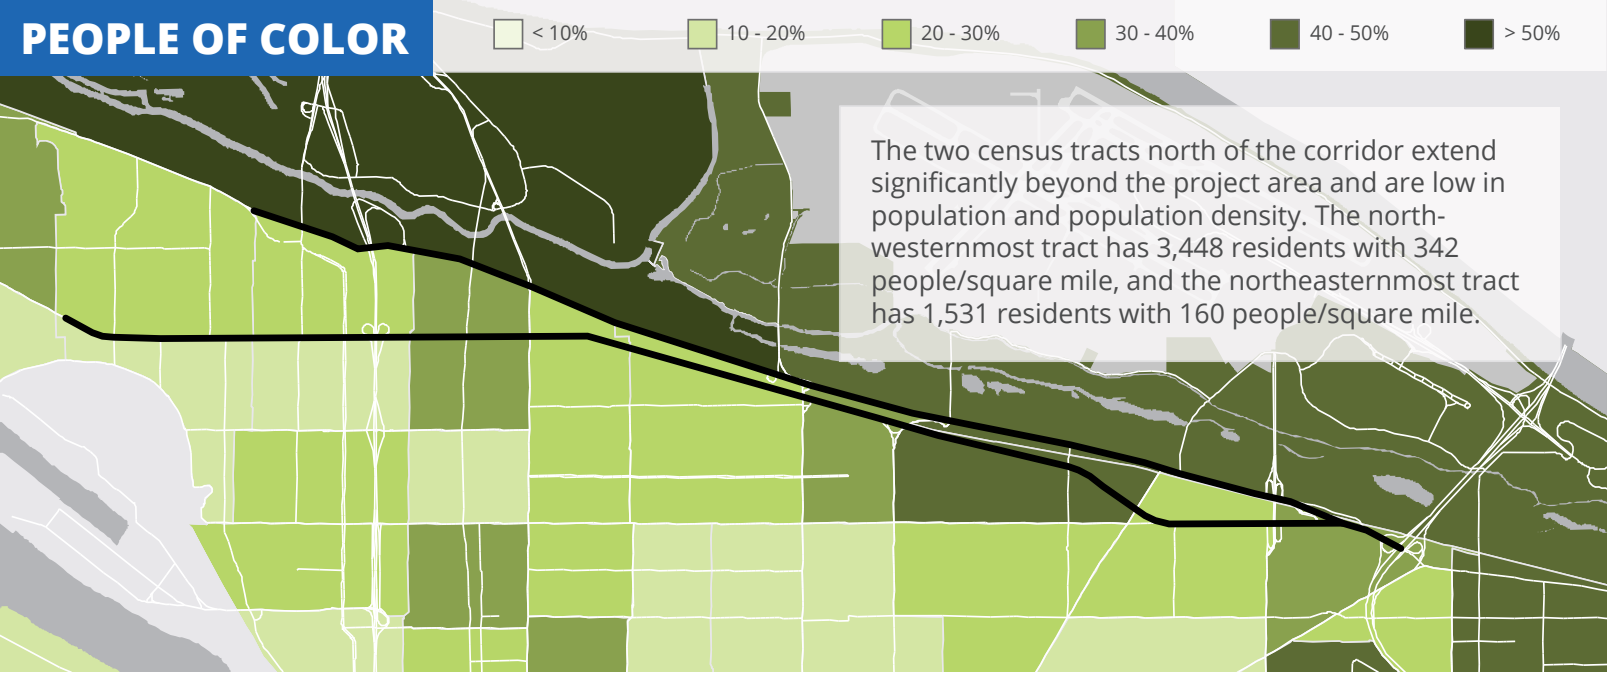 PEOPLE OF COLOR
< 10%
10 - 20%
20 - 30%
30 - 40%
40 - 50%
> 50%
The two census tracts north of the corridor extend
significantly beyond the project area and are low in
population and population density. The north-
westernmost tract has 3,448 residents with 342
people/square mile, and the northeasternmost tract
has 1,531 residents with 160 people/square mile.